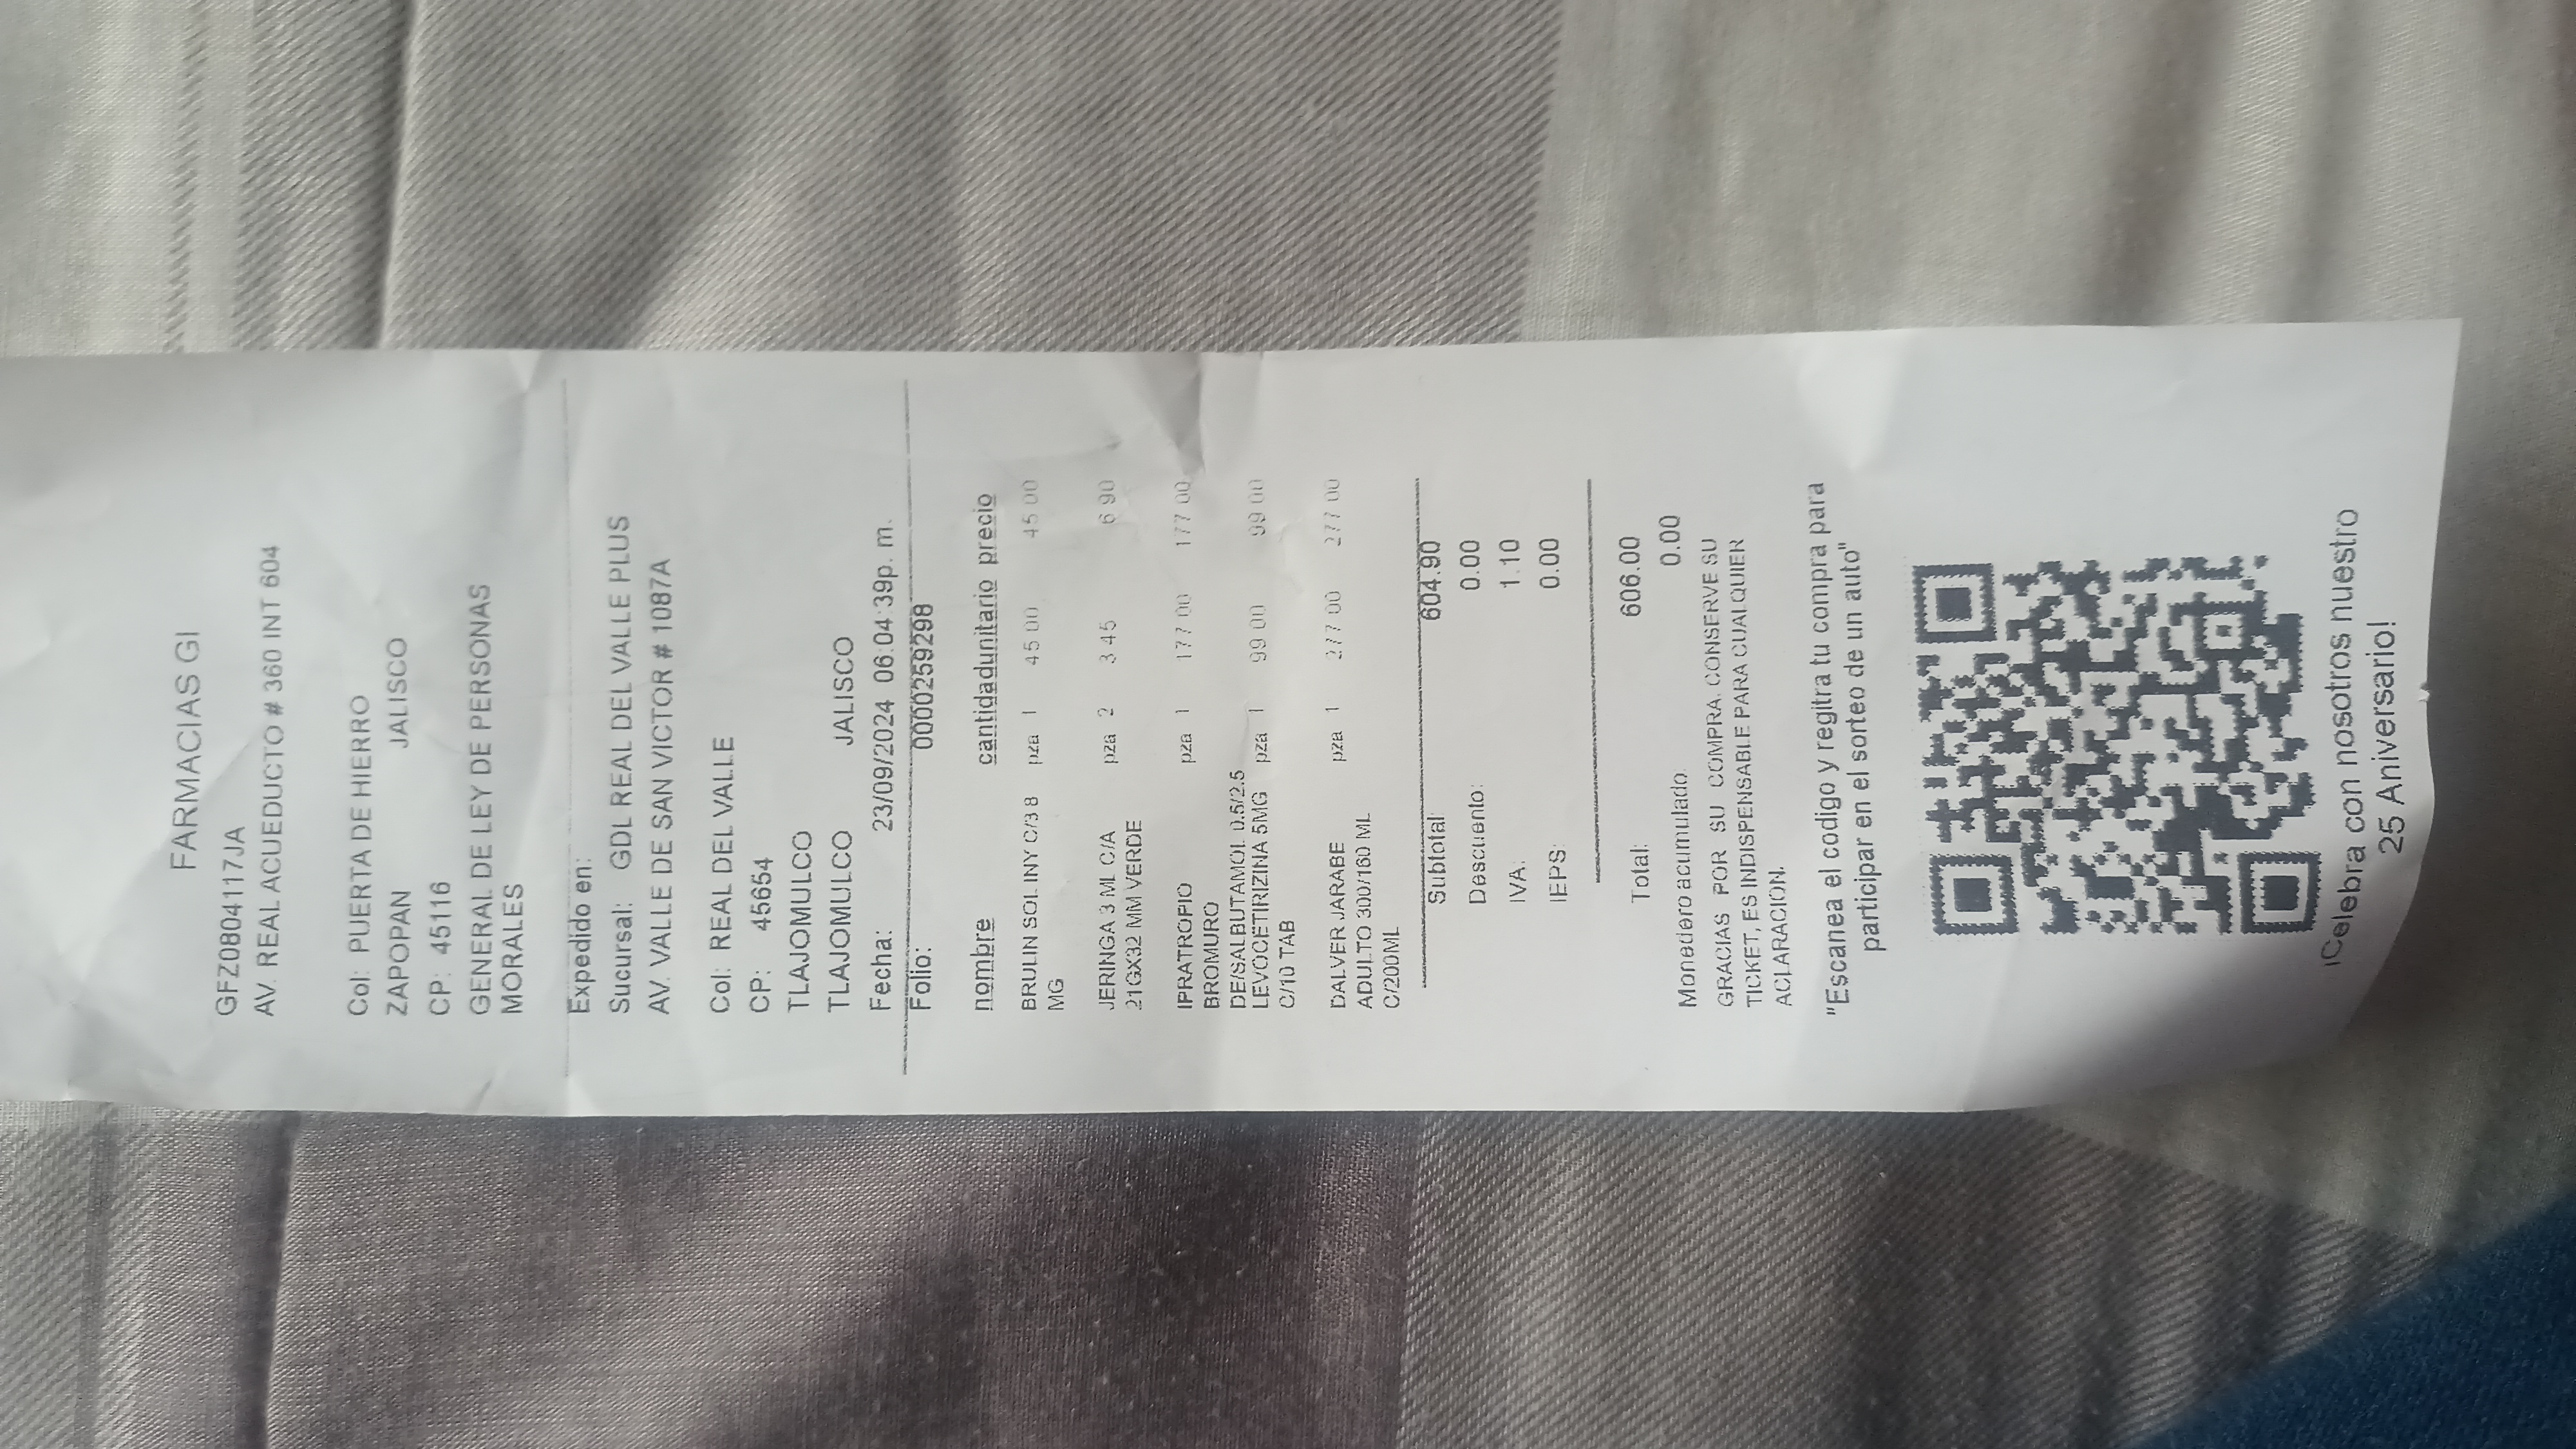 FARMACIAS GI
GFZ0804117JA
AV. REAL ACUEDUCTO # 360 INT 604
Col: PUERTA DE HIERRO
ZAPOPAN JALISCO
CP: 45116
GENERAL DE LEY DE PERSONAS
MORALES
Expedido en:
Sucursal: GDL REAL DEL VALLE PLUS
AV. VALLE DE SAN VICTOR # 1087A
Col: REAL DEL VALLE
CP: 45654
TLAJOMULCO
TLAJOMULCO JALISCO
Fecha: 23/09/2024 06:04:39p. m.
Folio: 0000259298
nombre cantidadunitario precio
BRULIN SOL INY C/3 8 pza 1 45 00 45 00
MG
JERINGA 3 ML C/A pza 2 3 45 6 90
21GX32 MM VERDE
IPRATROPIO pza 1 177 00 177 00
BROMURO
DE/SALBUTAMOL 0.5/2.5
LEVOCETIRIZINA 5MG pza 1 99 00 99 00
C/10 TAB
DALVER JARABE pza 1 277 00 277 00
ADULTO 300/160 ML
C/200ML
Subtotal: 604.90
Descuento: 0.00
IVA: 1.10
IEPS: 0.00
Total: 606.00
Monedero acumulado 0.00
GRACIAS POR SU COMPRA, CONSERVE SU
TICKET, ES INDISPENSABLE PARA CUALQUIER
ACLARACION.
"Escanea el codigo y regitra tu compra para
participar en el sorteo de un auto"
¡Celebra con nosotros nuestro
25 Aniversario!